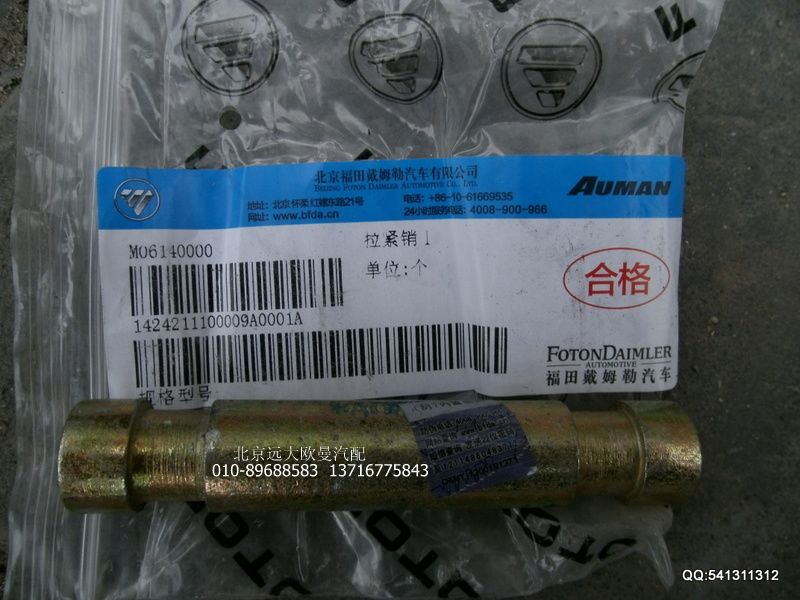 北京福田戴姆勒汽车有限公司
BEIJING FOTON DAIMLER AUTOMOTIVE CO., LTD.
地址：北京怀柔红螺东路21号
电话：+86-10-61669535
网址：www.bfda.cn
24小时服务电话：4008-900-966
AUMAN
M06140000
拉紧销1
单位:个
合格
1424211100009A0001A
FOTONDAIMLER
AUTOMOTIVE
福田戴姆勒汽车
规格型号
北京远大欧曼汽配
010-89688583 13716775843
QQ:541311312